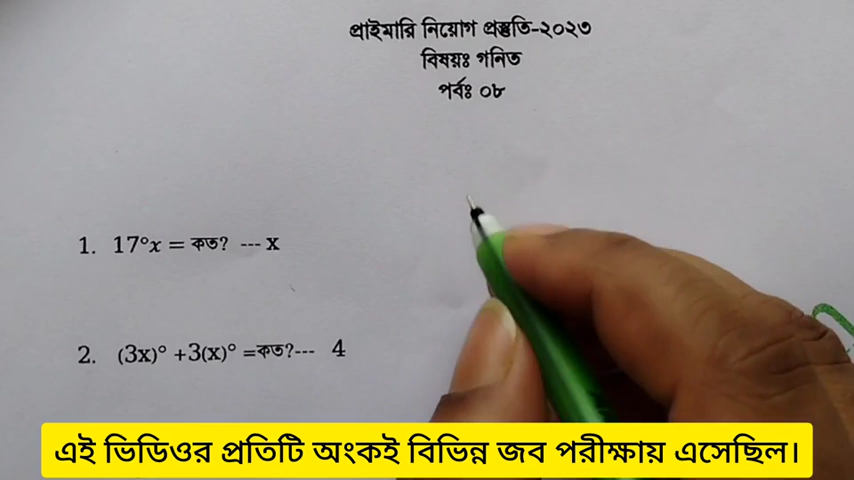 প্রাইমারি নিয়োগ প্রস্তুতি-২০২৩
বিষয়ঃ গনিত
পর্বঃ ০৮
1. 17°x = কত? --- x
2. (3x)° +3(x)° =কত?--- 4
এই ভিডিওর প্রতিটি অংকই বিভিন্ন জব পরীক্ষায় এসেছিল।